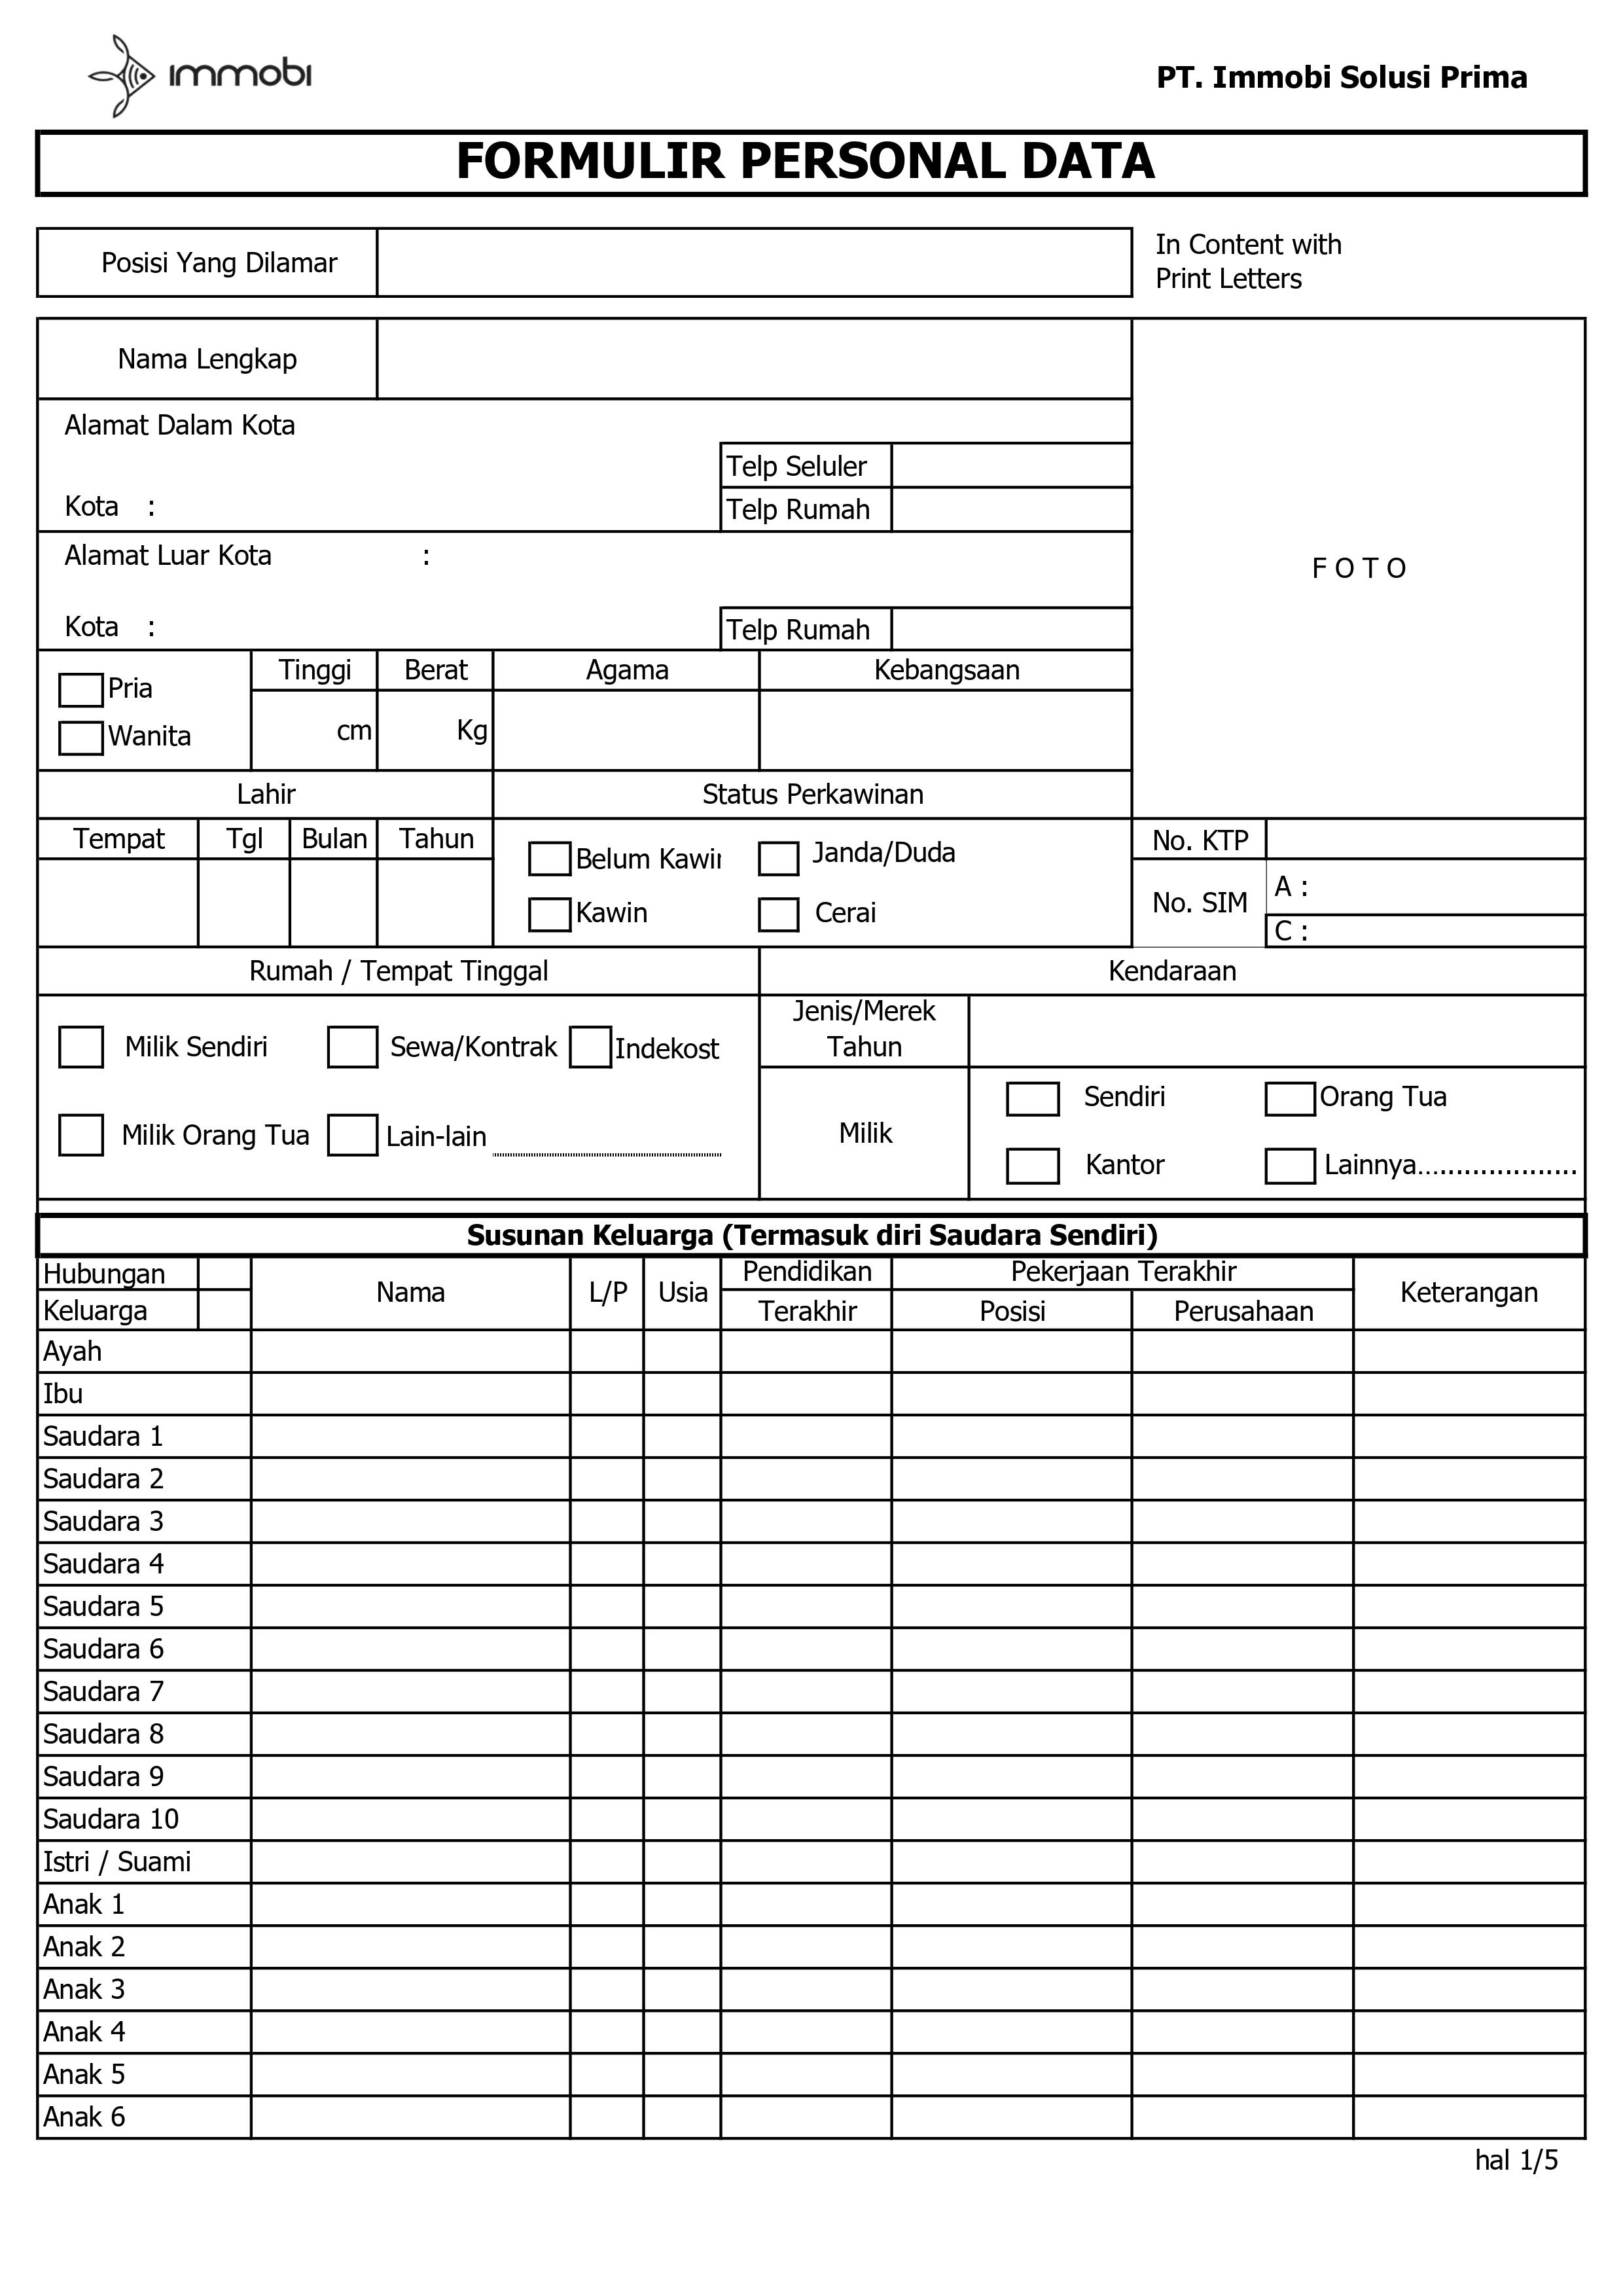 immobi
PT. Immobi Solusi Prima
FORMULIR PERSONAL DATA
Posisi Yang Dilamar
In Content with
Print Letters
Nama Lengkap
Alamat Dalam Kota
Telp Seluler
Kota :
Telp Rumah
Alamat Luar Kota :
FOTO
Kota :
Telp Rumah
Pria
Wanita
Tinggi Berat Agama Kebangsaan
cm Kg
Lahir Status Perkawinan
Tempat Tgl Bulan Tahun
Belum Kawin Janda/Duda
Kawin Cerai
No. KTP
No. SIM
A :
C :
Rumah / Tempat Tinggal Kendaraan
Milik Sendiri Sewa/Kontrak Indekost
Milik Orang Tua Lain-lain
Jenis/Merek
Tahun
Milik
Sendiri Orang Tua
Kantor Lainnya...................
Susunan Keluarga (Termasuk diri Saudara Sendiri)
Hubungan
Keluarga
Nama L/P Usia
Pendidikan
Terakhir
Pekerjaan Terakhir
Posisi Perusahaan
Keterangan
Ayah
Ibu
Saudara 1
Saudara 2
Saudara 3
Saudara 4
Saudara 5
Saudara 6
Saudara 7
Saudara 8
Saudara 9
Saudara 10
Istri / Suami
Anak 1
Anak 2
Anak 3
Anak 4
Anak 5
Anak 6
hal 1/5